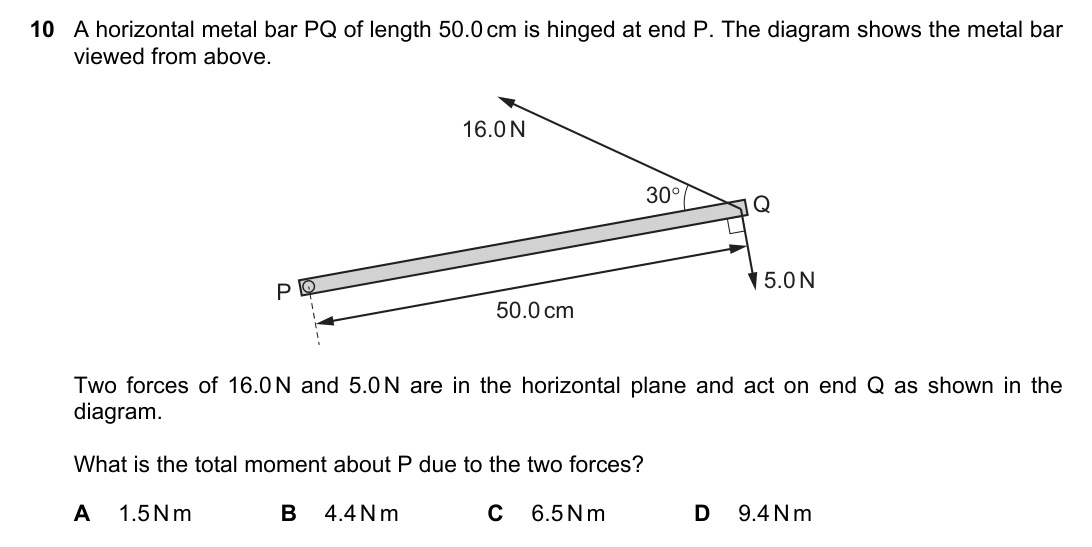 10 A horizontal metal bar PQ of length 50.0 cm is hinged at end P. The diagram shows the metal bar
viewed from above.
16.0 N
30°
Q
P
5.0 N
50.0 cm
Two forces of 16.0 N and 5.0 N are in the horizontal plane and act on end Q as shown in the
diagram.
What is the total moment about P due to the two forces?
A 1.5 N m B 4.4 N m C 6.5 N m D 9.4 N m